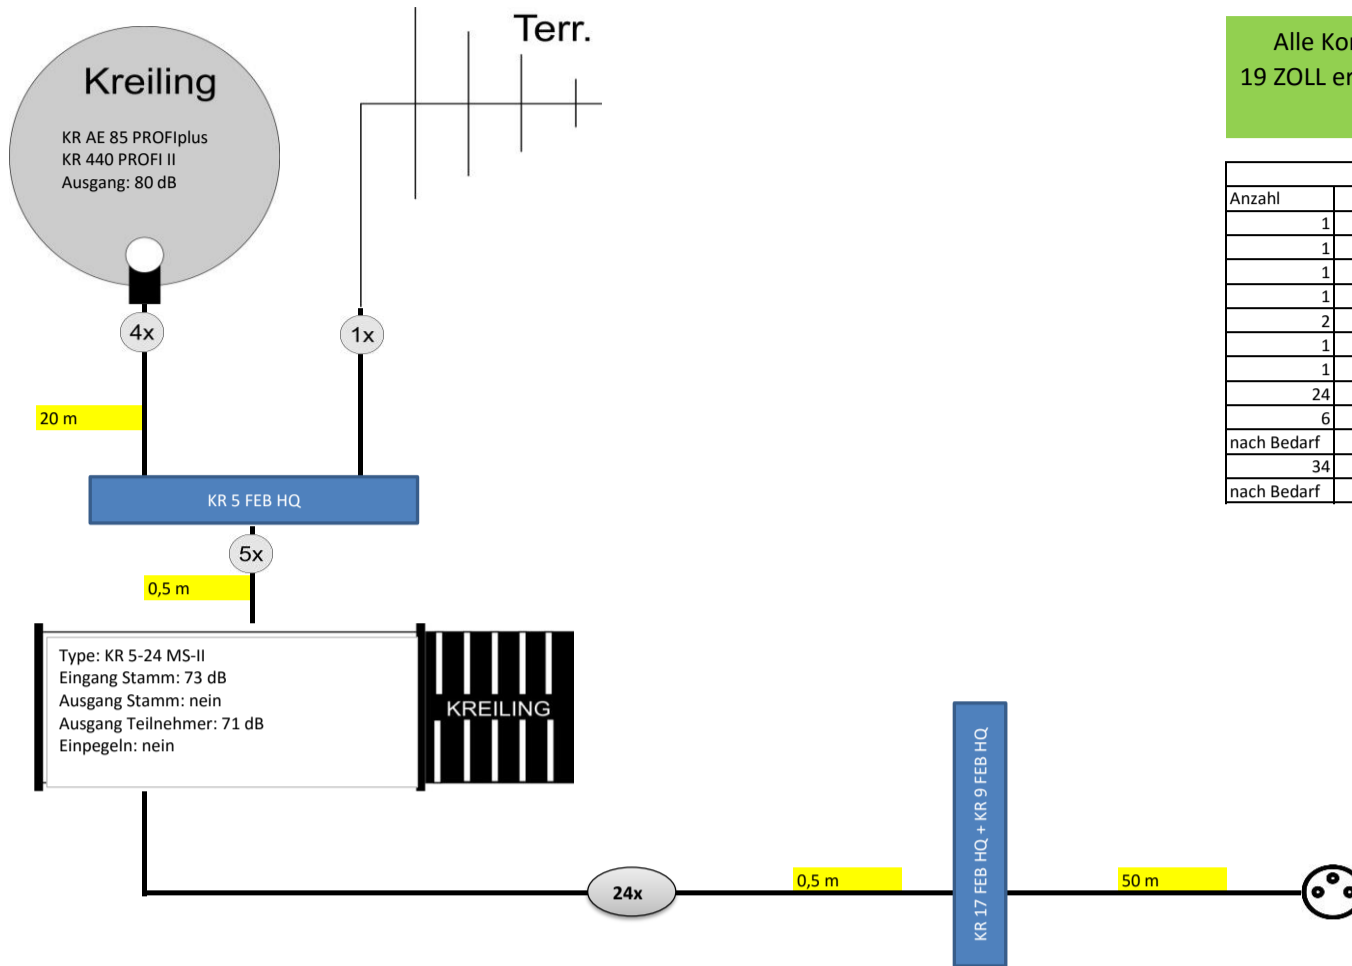 Kreiling
KR AE 85 PROFIplus
KR 440 PROFI II
Ausgang: 80 dB
Terr.
4x
1x
20 m
KR 5 FEB HQ
5x
0,5 m
Type: KR 5-24 MS-II
Eingang Stamm: 73 dB
Ausgang Stamm: nein
Ausgang Teilnehmer: 71 dB
Einpegeln: nein
KREILING
24x
0,5 m
KR 17 FEB HQ + KR 9 FEB HQ
50 m
Alle
19 ZOLL
Anzahl
1
1
1
1
2
1
1
24
6
nach Bedarf
34
nach Bedarf